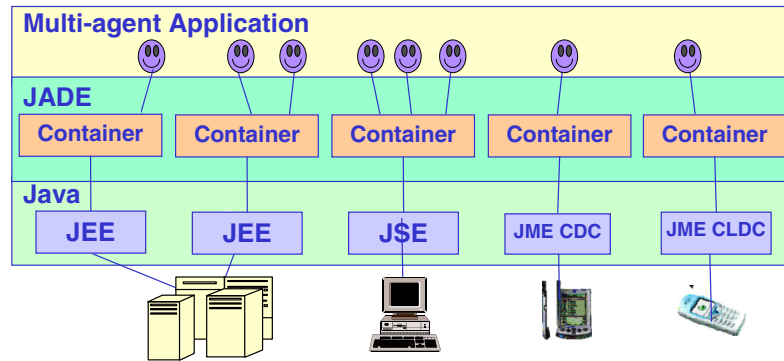 Multi-agent Application
JADE
Container Container Container Container Container
Java
JEE JEE JSE JME CDC JME CLDC